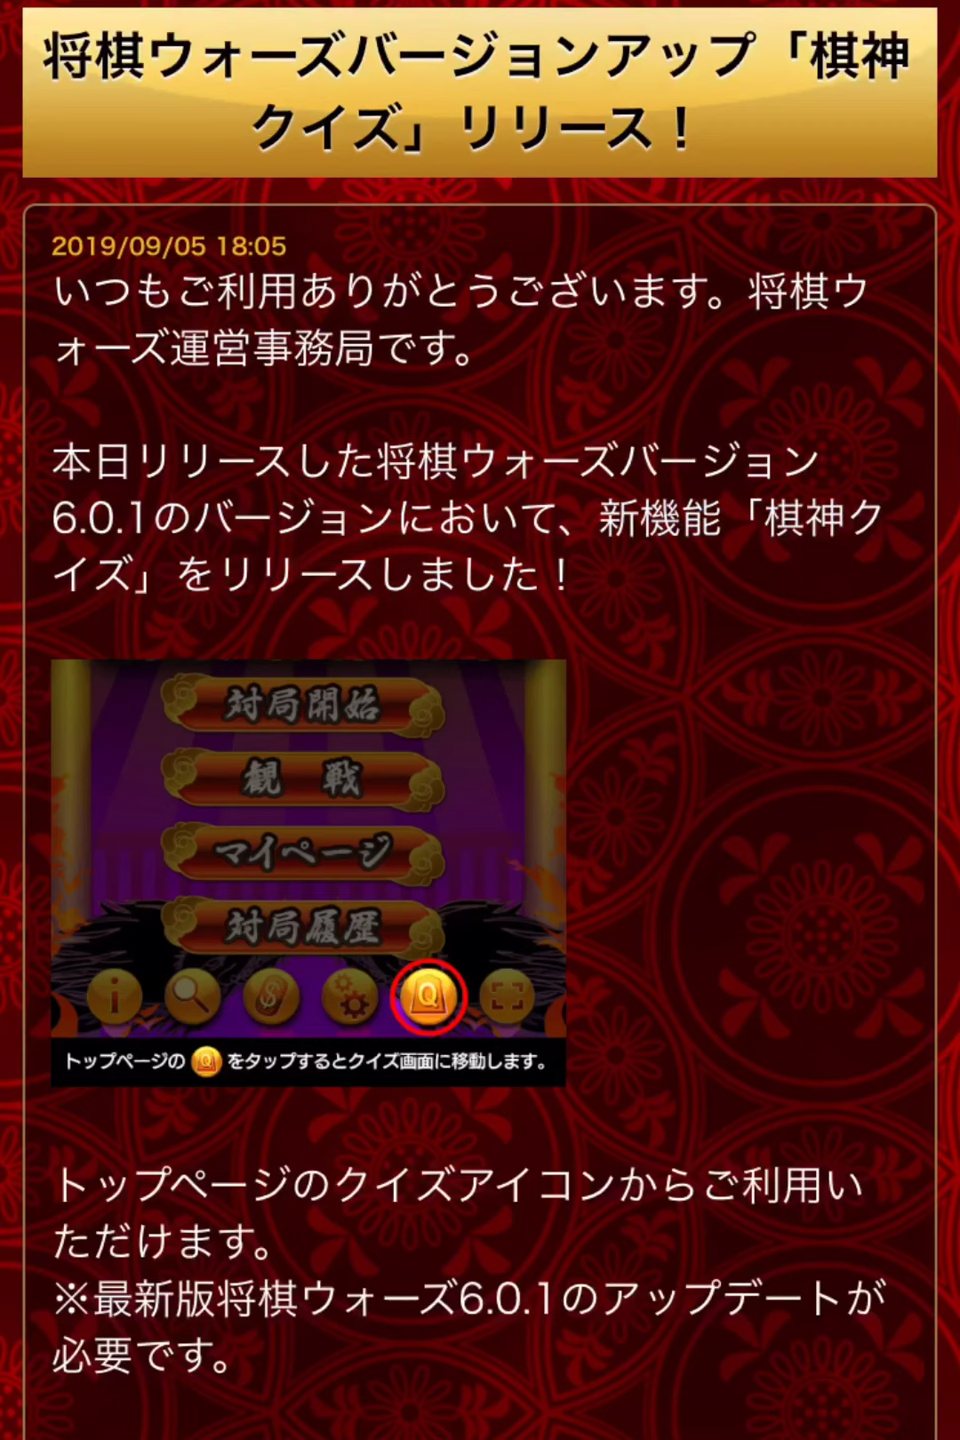 将棋ウォーズバージョンアップ「棋神
クイズ」リリース！
2019/09/05 18:05
いつもご利用ありがとうございます。将棋ウ
ォーズ運営事務局です。
本日リリースした将棋ウォーズバージョン
6.0.1のバージョンにおいて、新機能「棋神ク
イズ」をリリースしました！
対局開始
観　戦
マイページ
対局履歴
i $ Q
トップページの Q をタップするとクイズ画面に移動します。
トップページのクイズアイコンからご利用い
ただけます。
※最新版将棋ウォーズ6.0.1のアップデートが
必要です。